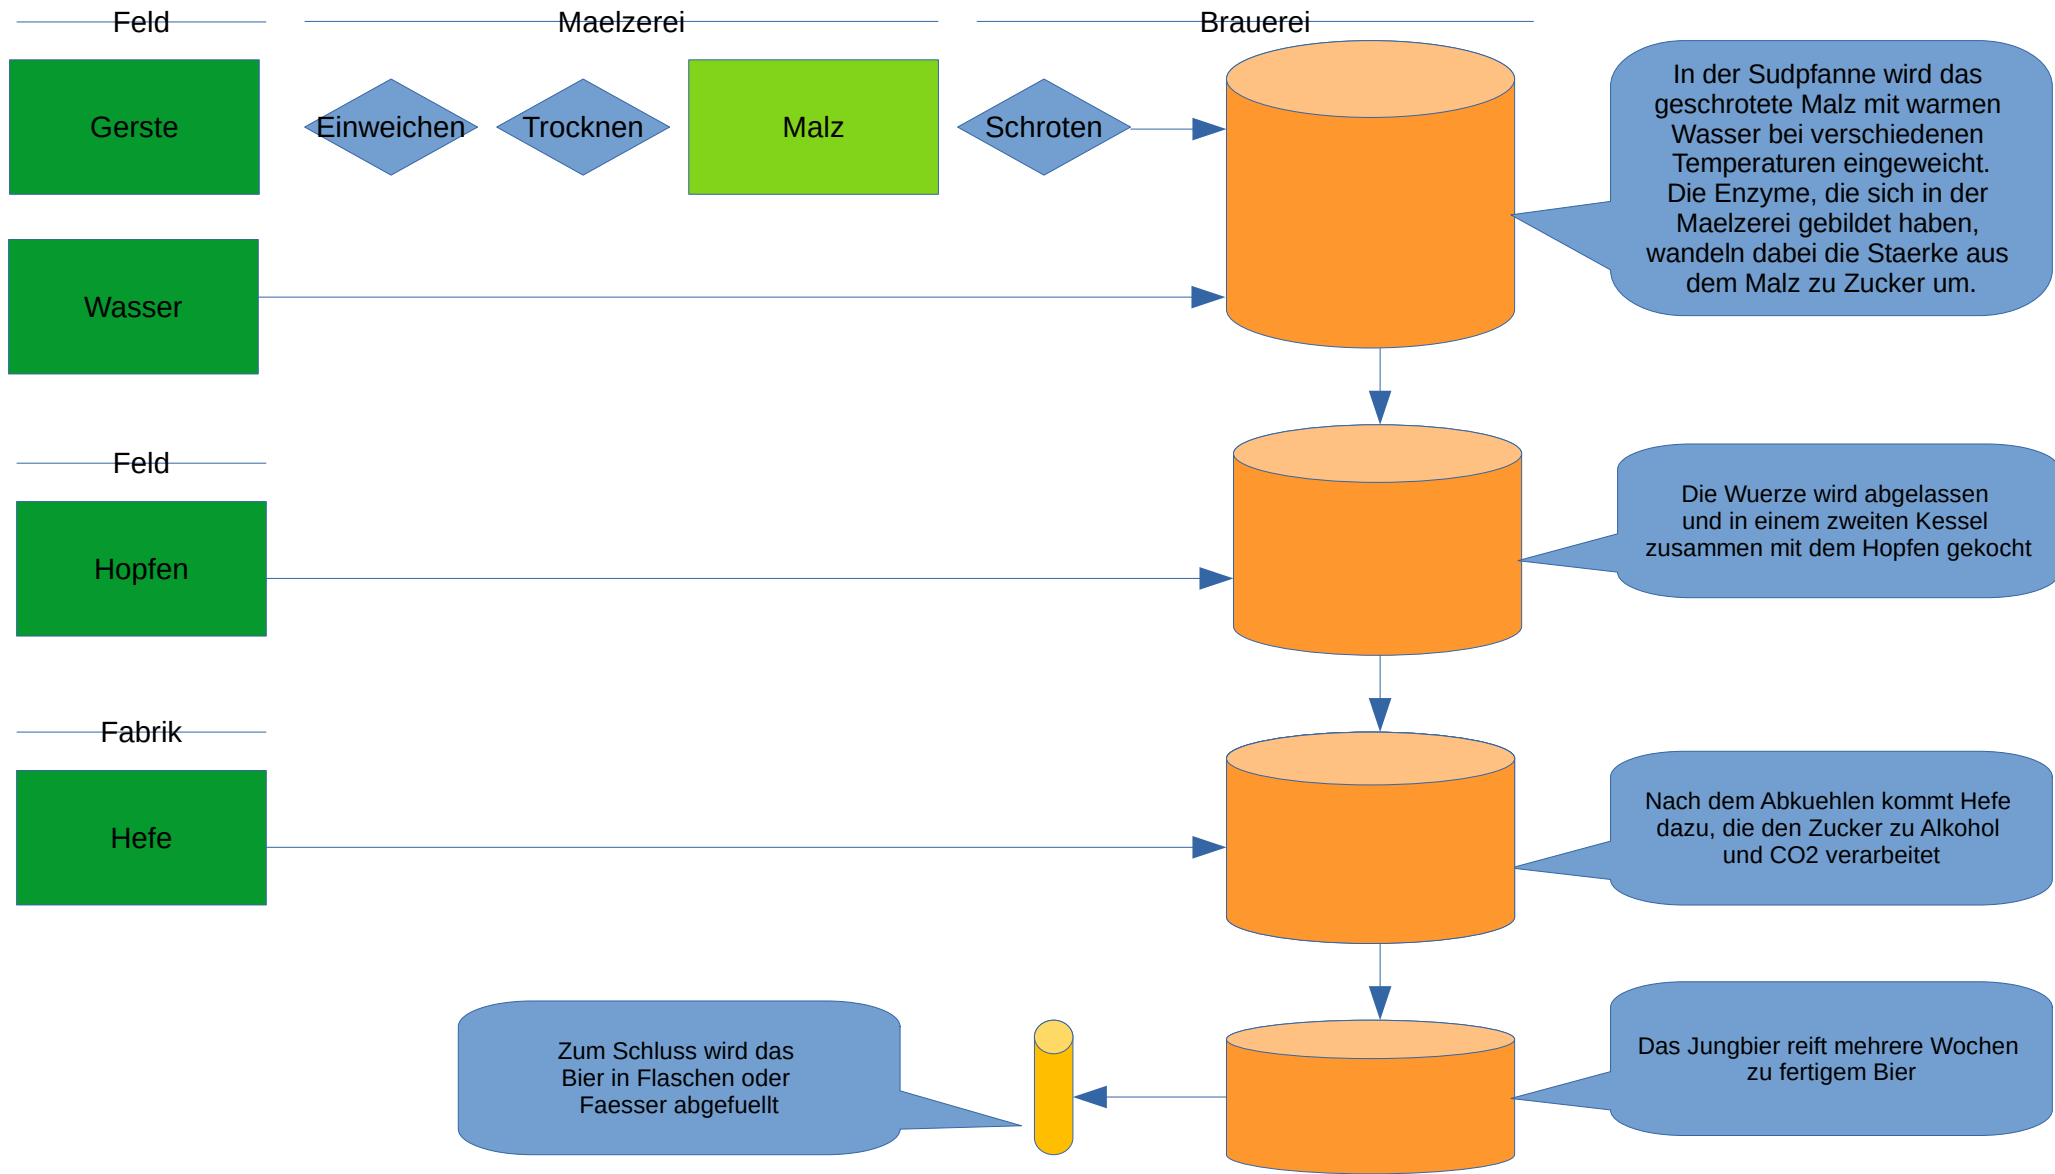 Feld
Maelzerei
Brauerei
Gerste
Einweichen
Trocknen
Malz
Schroten
In der Sudpfanne wird das
geschrotete Malz mit warmen
Wasser bei verschiedenen
Temperaturen eingeweicht.
Die Enzyme, die sich in der
Maelzerei gebildet haben,
wandeln dabei die Staerke aus
dem Malz zu Zucker um.
Wasser
Feld
Hopfen
Die Wuerze wird abgelassen
und in einem zweiten Kessel
zusammen mit dem Hopfen gekocht
Fabrik
Hefe
Nach dem Abkuehlen kommt Hefe
dazu, die den Zucker zu Alkohol
und CO2 verarbeitet
Das Jungbier reift mehrere Wochen
zu fertigem Bier
Zum Schluss wird das
Bier in Flaschen oder
Faesser abgefuellt